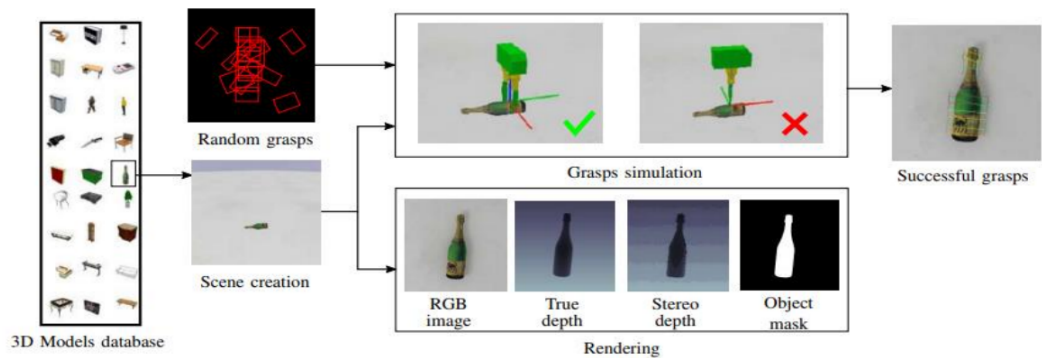 Random grasps
Grasps simulation
Successful grasps
Scene creation
RGB
image
True
depth
Stereo
depth
Object
mask
3D Models database
Rendering